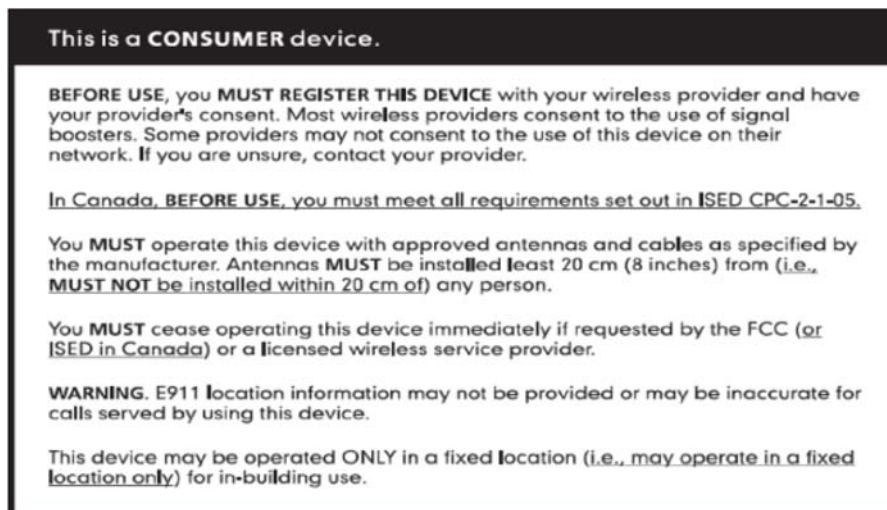 This is a CONSUMER device.
BEFORE USE, you MUST REGISTER THIS DEVICE with your wireless provider and have
your provider's consent. Most wireless providers consent to the use of signal
boosters. Some providers may not consent to the use of this device on their
network. If you are unsure, contact your provider.
In Canada, BEFORE USE, you must meet all requirements set out in ISED CPC-2-1-05.
You MUST operate this device with approved antennas and cables as specified by
the manufacturer. Antennas MUST be installed least 20 cm (8 inches) from (i.e.,
MUST NOT be installed within 20 cm of) any person.
You MUST cease operating this device immediately if requested by the FCC (or
ISED in Canada) or a licensed wireless service provider.
WARNING. E911 location information may not be provided or may be inaccurate for
calls served by using this device.
This device may be operated ONLY in a fixed location (i.e., may operate in a fixed
location only) for in-building use.